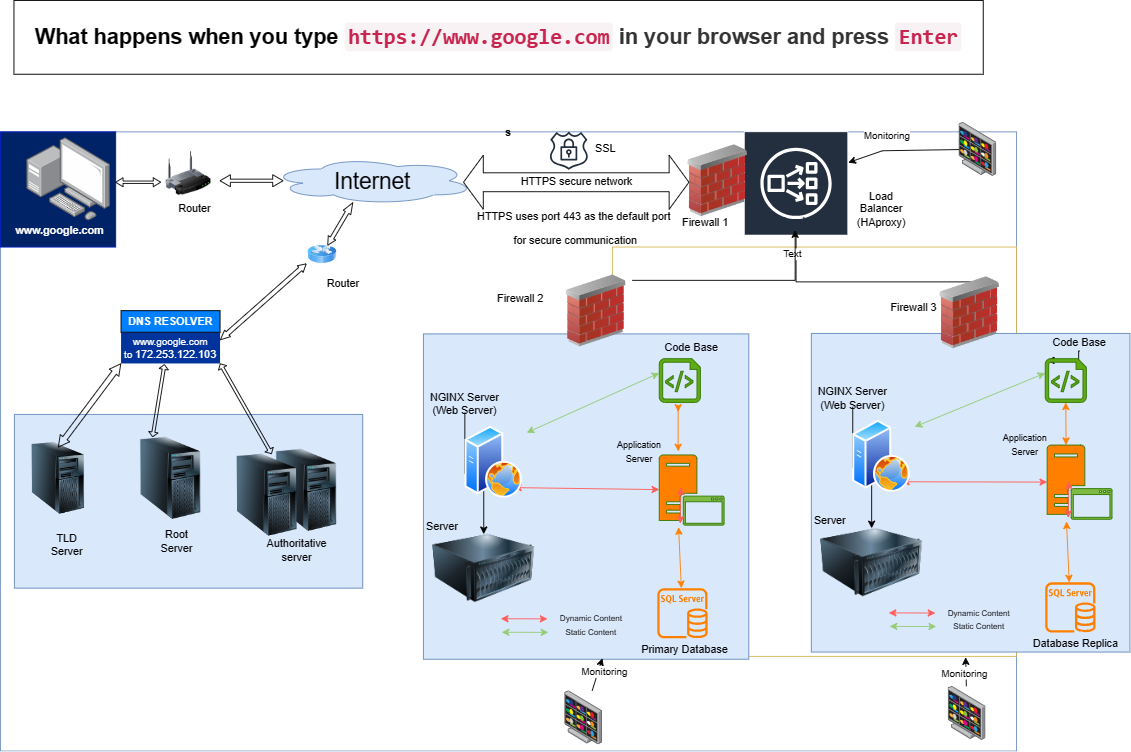 What happens when you type https://www.google.com in your browser and press Enter
s
SSL
Monitoring
Internet
HTTPS secure network
Router
www.google.com
HTTPS uses port 443 as the default port
for secure communication
Firewall 1
Load
Balancer
(HAproxy)
Text
Router
Firewall 2
Firewall 3
DNS RESOLVER
www.google.com
to 172.253.122.103
Code Base
NGINX Server
(Web Server)
Application
Server
Server
SQL Server
Dynamic Content
Static Content
Primary Database
Monitoring
Code Base
NGINX Server
(Web Server)
Application
Server
Server
SQL Server
Dynamic Content
Static Content
Database Replica
Monitoring
TLD
Server
Root
Server
Authoritative
server